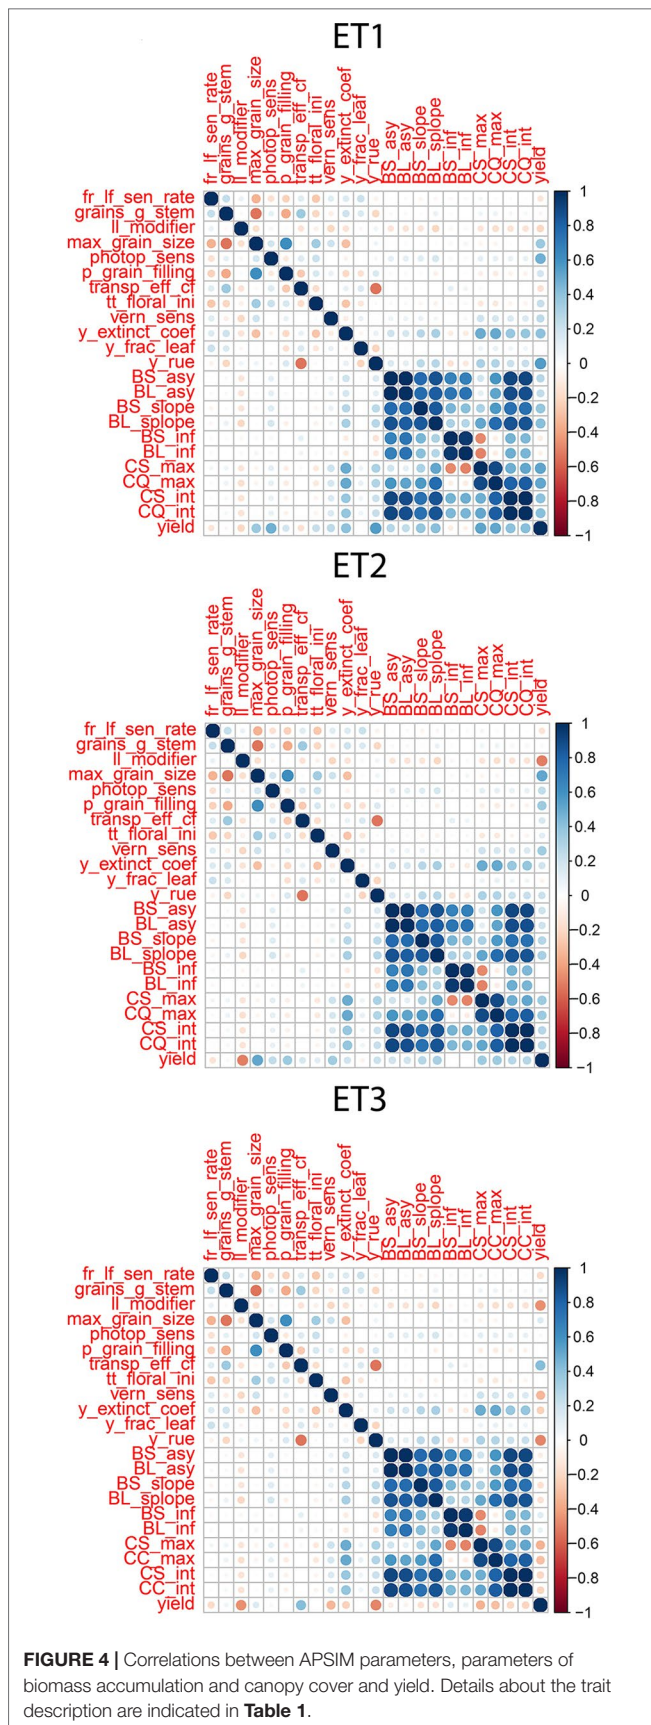 ET1
fr_lf_sen_rate
grains_g_stem
ll_modifier
max_grain_size
photop_sens
p_grain_filling
transp_eff_cf
tt_floral_ini
vern_sens
y_extinct_coef
y_frac_leaf
y_rue
BS_asy
BL_asy
BS_slope
BL_splope
BS_inf
BL_inf
CS_max
CQ_max
CS_int
CQ_int
yield
fr_lf_sen_rate
grains_g_stem
ll_modifier
max_grain_size
photop_sens
p_grain_filling
transp_eff_cf
tt_floral_ini
vern_sens
y_extinct_coef
y_frac_leaf
y_rue
BS_asy
BL_asy
BS_slope
BL_splope
BS_inf
BL_inf
CS_max
CQ_max
CS_int
CQ_int
yield
1
0.8
0.6
0.4
0.2
0
−0.2
−0.4
−0.6
−0.8
−1
ET2
fr_lf_sen_rate
grains_g_stem
ll_modifier
max_grain_size
photop_sens
p_grain_filling
transp_eff_cf
tt_floral_ini
vern_sens
y_extinct_coef
y_frac_leaf
y_rue
BS_asy
BL_asy
BS_slope
BL_splope
BS_inf
BL_inf
CS_max
CQ_max
CS_int
CQ_int
yield
fr_lf_sen_rate
grains_g_stem
ll_modifier
max_grain_size
photop_sens
p_grain_filling
transp_eff_cf
tt_floral_ini
vern_sens
y_extinct_coef
y_frac_leaf
y_rue
BS_asy
BL_asy
BS_slope
BL_splope
BS_inf
BL_inf
CS_max
CQ_max
CS_int
CQ_int
yield
1
0.8
0.6
0.4
0.2
0
−0.2
−0.4
−0.6
−0.8
−1
ET3
fr_lf_sen_rate
grains_g_stem
ll_modifier
max_grain_size
photop_sens
p_grain_filling
transp_eff_cf
tt_floral_ini
vern_sens
y_extinct_coef
y_frac_leaf
y_rue
BS_asy
BL_asy
BS_slope
BL_splope
BS_inf
BL_inf
CS_max
CC_max
CS_int
CC_int
yield
fr_lf_sen_rate
grains_g_stem
ll_modifier
max_grain_size
photop_sens
p_grain_filling
transp_eff_cf
tt_floral_ini
vern_sens
y_extinct_coef
y_frac_leaf
y_rue
BS_asy
BL_asy
BS_slope
BL_splope
BS_inf
BL_inf
CS_max
CC_max
CS_int
CC_int
yield
1
0.8
0.6
0.4
0.2
0
−0.2
−0.4
−0.6
−0.8
−1
FIGURE 4 | Correlations between APSIM parameters, parameters of
biomass accumulation and canopy cover and yield. Details about the trait
description are indicated in Table 1.